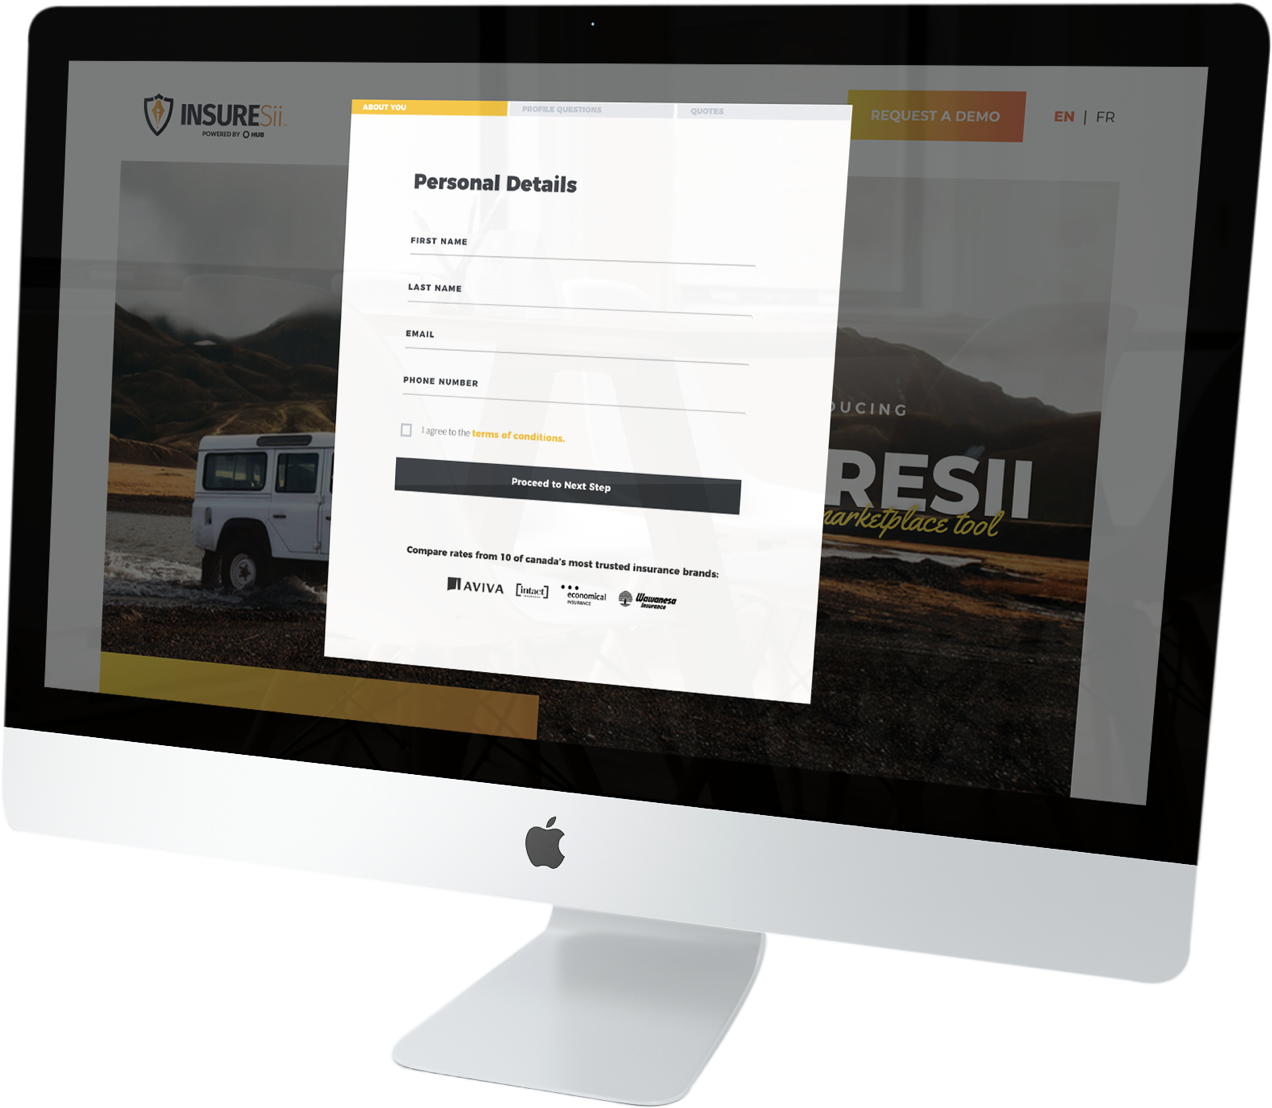 INSURESii
POWERED BY HUB
ABOUT YOU
PROFILE QUESTIONS
QUOTES
REQUEST A DEMO
EN | FR
Personal Details
FIRST NAME
LAST NAME
EMAIL
PHONE NUMBER
I agree to the terms of conditions.
Proceed to Next Step
Compare rates from 10 of canada's most trusted insurance brands:
AVIVA
[intact]
INSURANCE
economical
INSURANCE
Wawanesa
Insurance
DUCING
RESII
marketplace tool